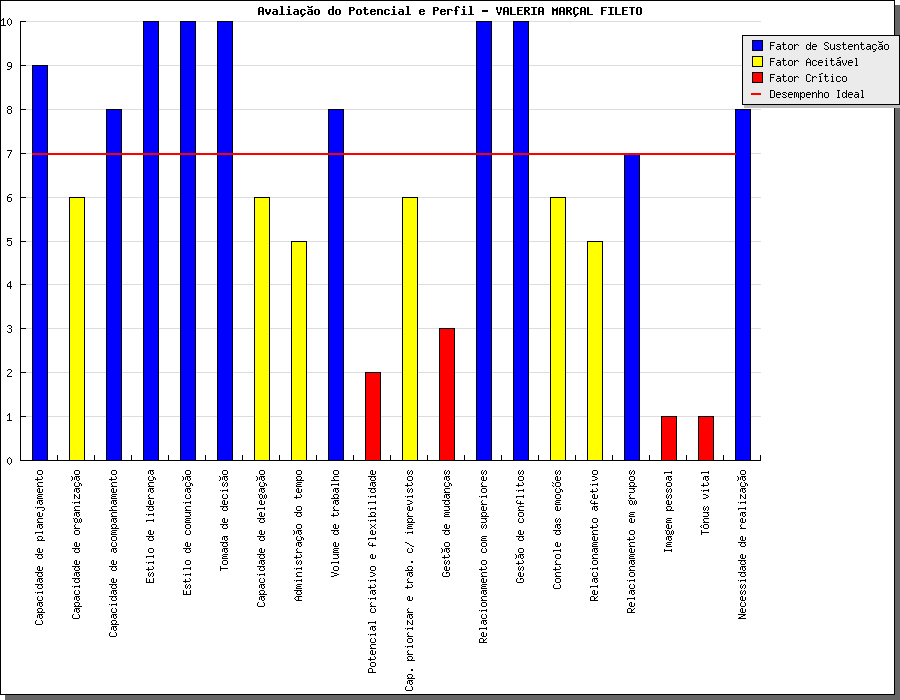 Avaliação do Potencial e Perfil - VALERIA MARÇAL FILETO
Fator de Sustentação
Fator Aceitável
Fator Crítico
Desempenho Ideal
10
9
8
7
6
5
4
3
2
1
0
Capacidade de planejamento
Capacidade de organização
Capacidade de acompanhamento
Estilo de liderança
Estilo de comunicação
Tomada de decisão
Capacidade de delegação
Administração do tempo
Volume de trabalho
Potencial criativo e flexibilidade
Cap. priorizar e trab. c/ imprevistos
Gestão de mudanças
Relacionamento com superiores
Gestão de conflitos
Controle das emoções
Relacionamento afetivo
Relacionamento em grupos
Imagem pessoal
Tônus vital
Necessidade de realização